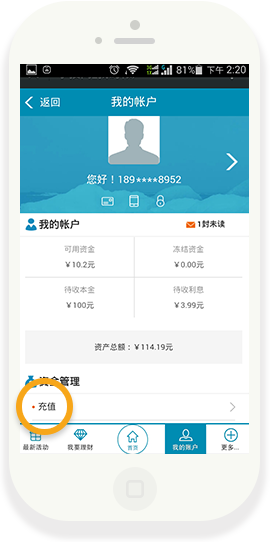 81% 下午 2:20
返回 我的帐户
您好！189****8952
我的帐户 1封未读
可用资金 冻结资金
￥10.2元 ￥0.00元
待收本金 待收利息
￥100元 ￥3.99元
资产总额：￥114.19元
资金管理
• 充值
最新活动 我要理财 首页 我的账户 更多...